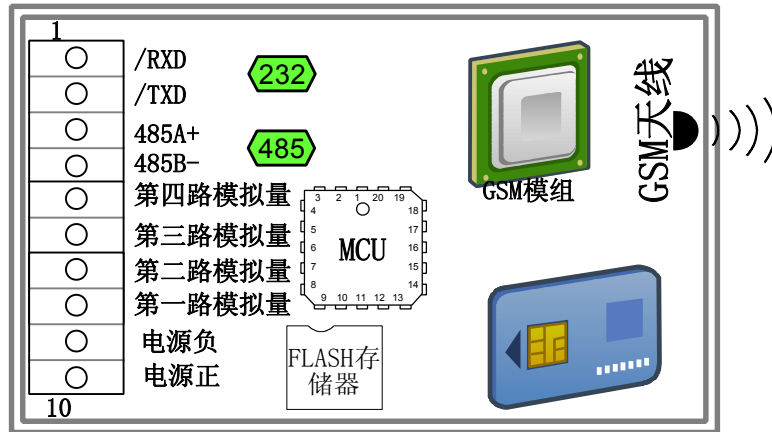 1
/RXD
/TXD
485A+
485B-
第四路模拟量
第三路模拟量
第二路模拟量
第一路模拟量
电源负
电源正
10
232
485
3 2 1 20 19
4 18
5 17
6 16
7 15
8 14
9 10 11 12 13
MCU
FLASH存
储器
GSM模组
GSM天线